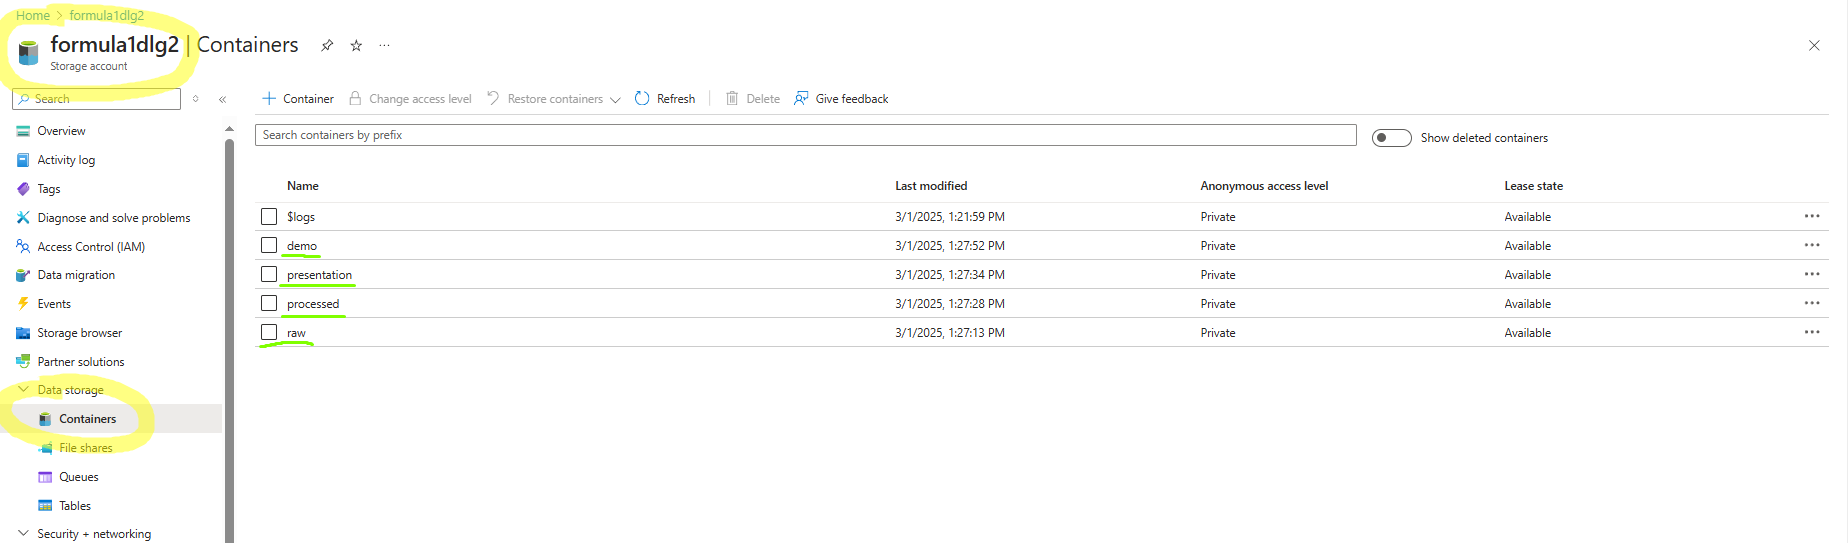 Home > formula1dlg2
formula1dlg2 | Containers
Storage account
Search
Container Change access level Restore containers Refresh Delete Give feedback
Search containers by prefix
Show deleted containers
Overview
Activity log
Tags
Diagnose and solve problems
Access Control (IAM)
Data migration
Events
Storage browser
Partner solutions
Data storage
Containers
File shares
Queues
Tables
Security + networking
Name Last modified Anonymous access level Lease state
$logs 3/1/2025, 1:21:59 PM Private Available
demo 3/1/2025, 1:27:52 PM Private Available
presentation 3/1/2025, 1:27:34 PM Private Available
processed 3/1/2025, 1:27:28 PM Private Available
raw 3/1/2025, 1:27:13 PM Private Available